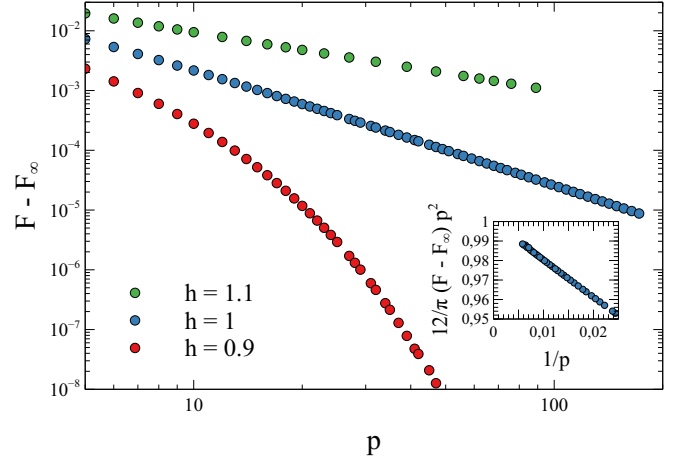 10⁻²
10⁻³
10⁻⁴
10⁻⁵
10⁻⁶
10⁻⁷
10⁻⁸
F - F∞
h = 1.1
h = 1
h = 0.9
10
100
p
12/π (F - F∞) p²
1
0,99
0,98
0,97
0,96
0,95
0
0,01
0,02
1/p